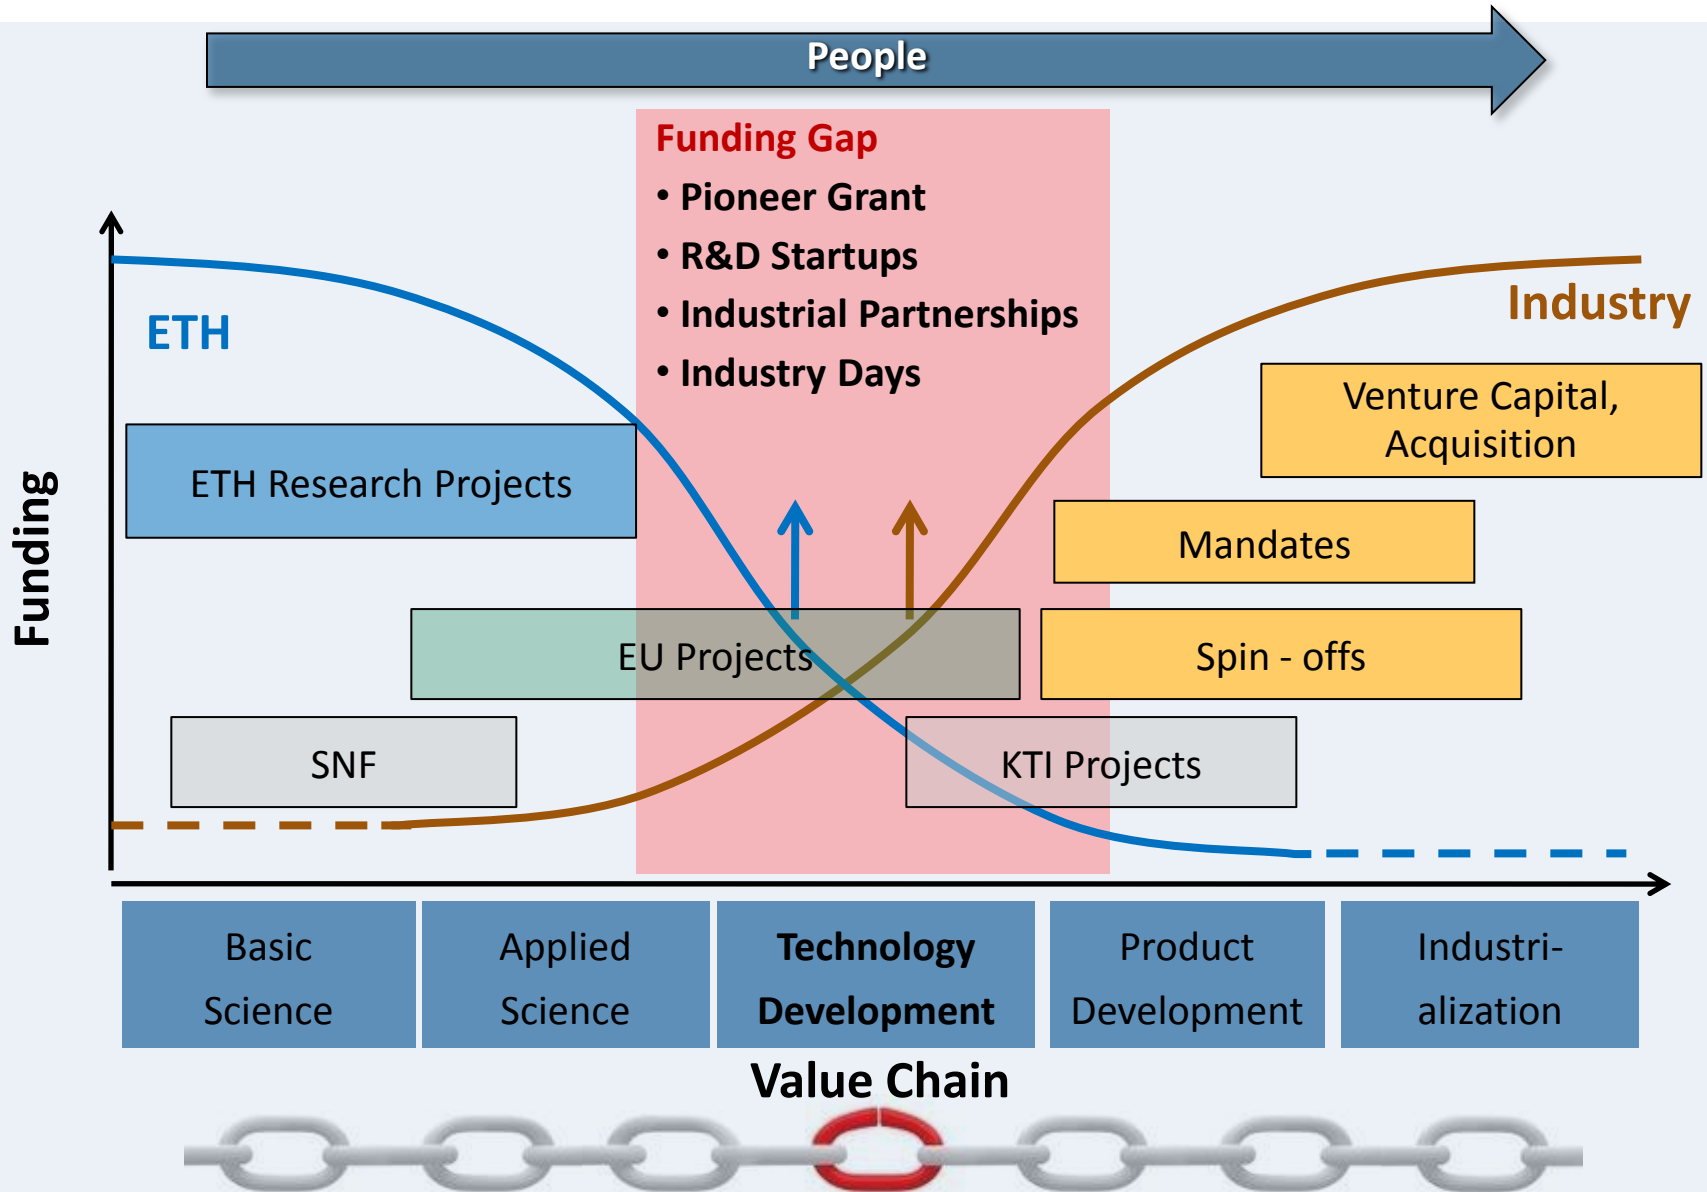 People
Funding Gap
• Pioneer Grant
• R&D Startups
• Industrial Partnerships
• Industry Days
ETH
Industry
Venture Capital,
Acquisition
ETH Research Projects
Mandates
EU Projects
Spin - offs
SNF
KTI Projects
Funding
Basic
Science
Applied
Science
Technology
Development
Product
Development
Industri-
alization
Value Chain